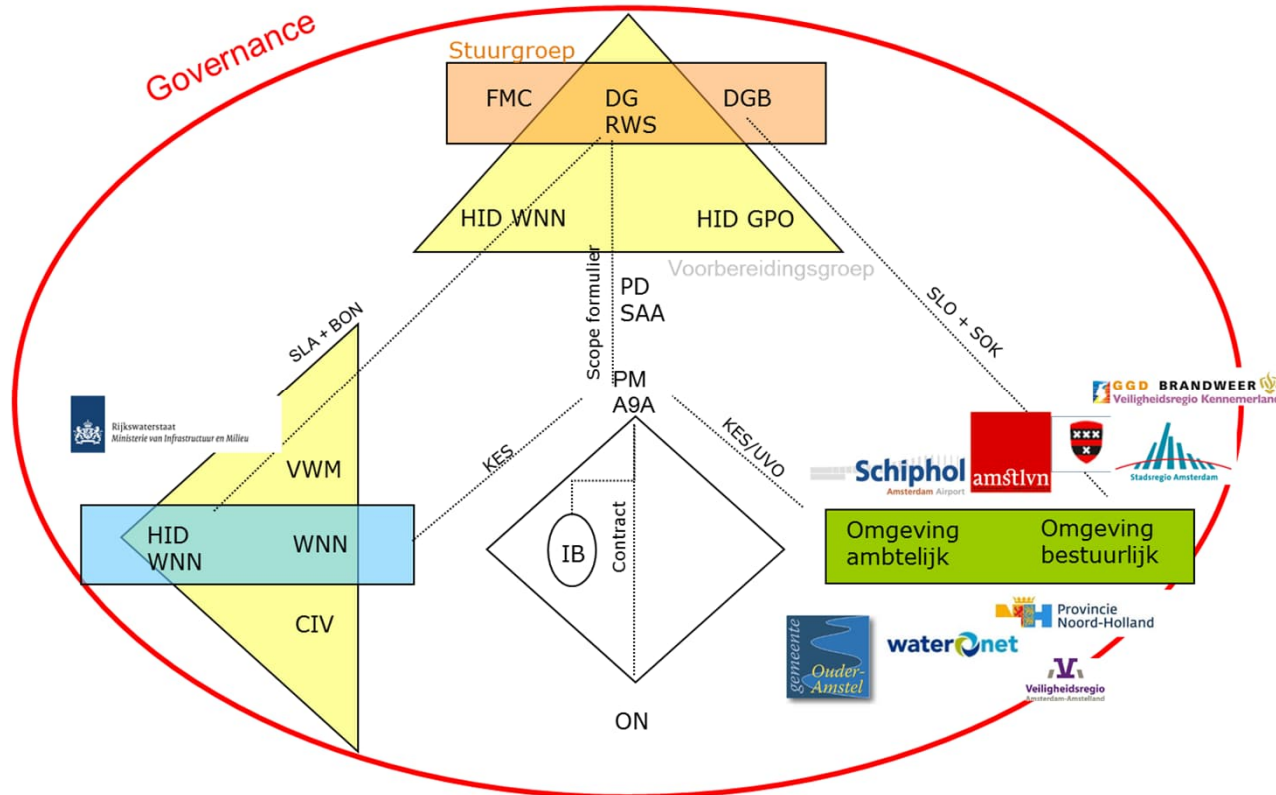 Governance
Stuurgroep
FMC
DG
RWS
DGB
HID WNN
HID GPO
Voorbereidingsgroep
PD
SAA
Scope formulier
SLA + BON
SLO + SOK
PM
A9A
KES
KES/UVO
Rijkswaterstaat
Ministerie van Infrastructuur en Milieu
VWM
HID
WNN
WNN
CIV
IB
Contract
ON
GGD BRANDWEER
Veiligheidsregio Kennemerland
Schiphol
Amsterdam Airport
amstlvn
Stadsregio Amsterdam
Omgeving
ambtelijk
Omgeving
bestuurlijk
gemeente
Ouder-
Amstel
waternet
Provincie
Noord-Holland
Veiligheidsregio
Amsterdam-Amstelland